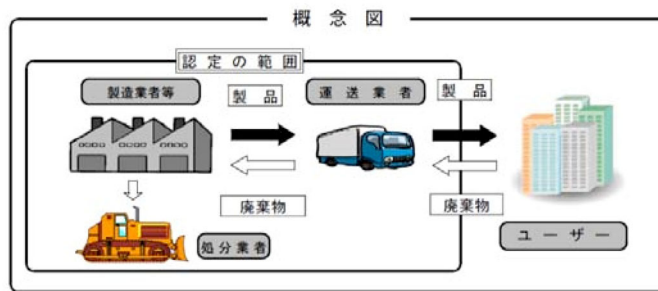 概念図
認定の範囲
製造業者等
製品
運送業者
製品
廃棄物
廃棄物
処分業者
ユーザー